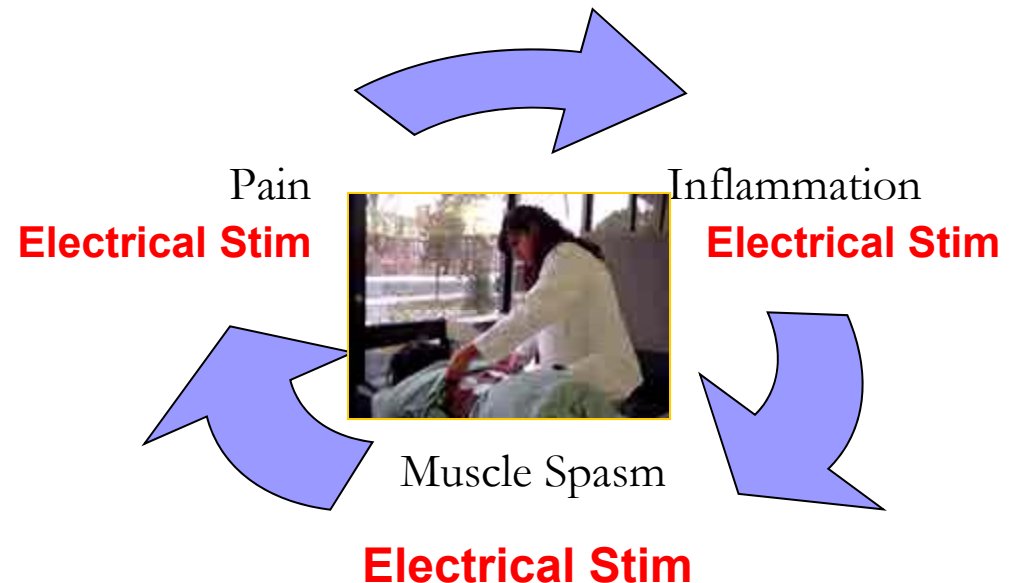 Pain
Inflammation
Electrical Stim
Electrical Stim
Muscle Spasm
Electrical Stim